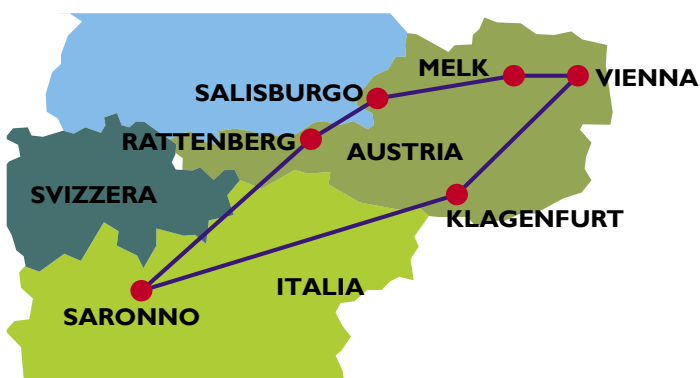 MELK
VIENNA
SALISBURGO
RATTENBERG
AUSTRIA
SVIZZERA
KLAGENFURT
ITALIA
SARONNO